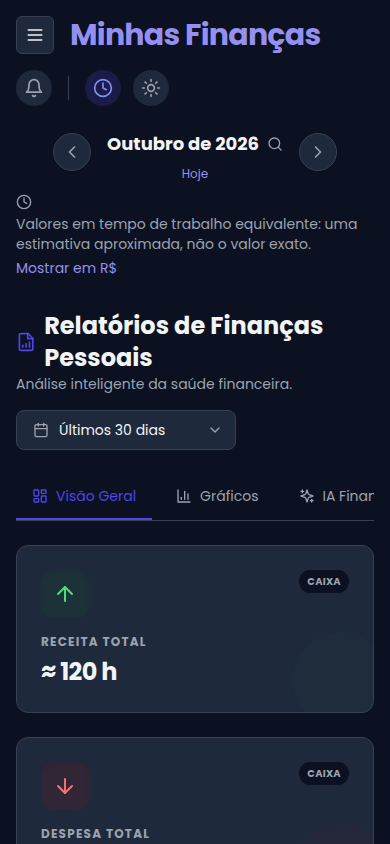 Minhas Finanças
Outubro de 2026
Hoje
Valores em tempo de trabalho equivalente: uma
estimativa aproximada, não o valor exato.
Mostrar em R$
Relatórios de Finanças
Pessoais
Análise inteligente da saúde financeira.
Últimos 30 dias
Visão Geral
Gráficos
IA Finan
CAIXA
RECEITA TOTAL
≈ 120 h
CAIXA
DESPESA TOTAL